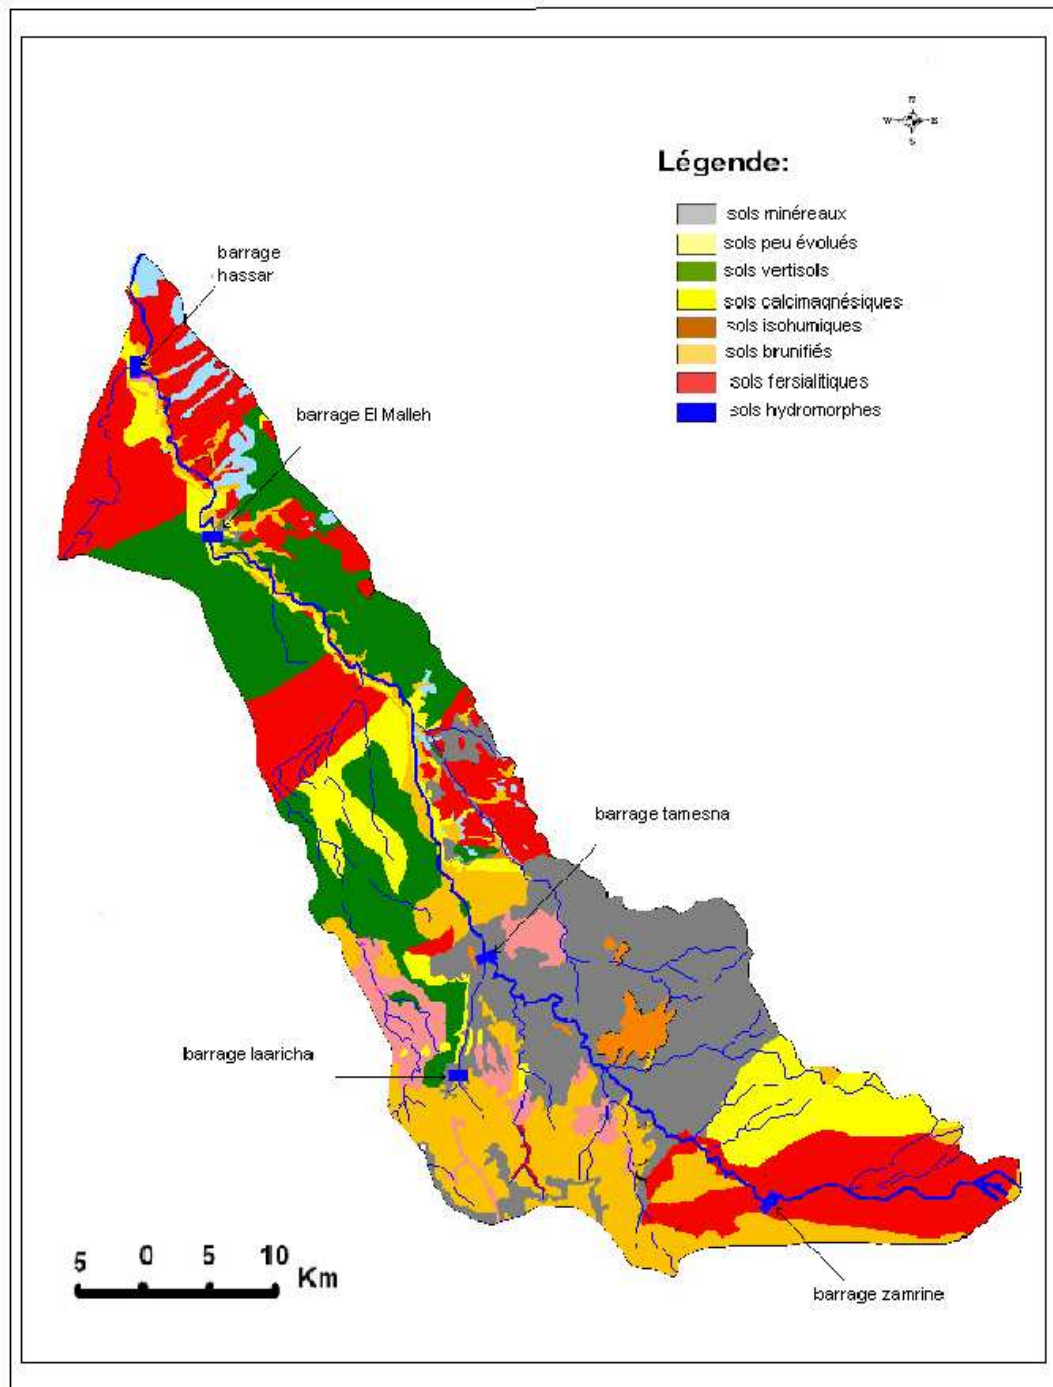 n
W E
s
Légende:
sols minéreaux
sols peu évolués
sols vertisols
sols calcimagnésiques
sols isohumiques
sols brunifiés
sols fersialitiques
sols hydromorphes
barrage
hassar
barrage El Malleh
barrage tamesna
barrage laaricha
5 0 5 10
Km
barrage zamrine